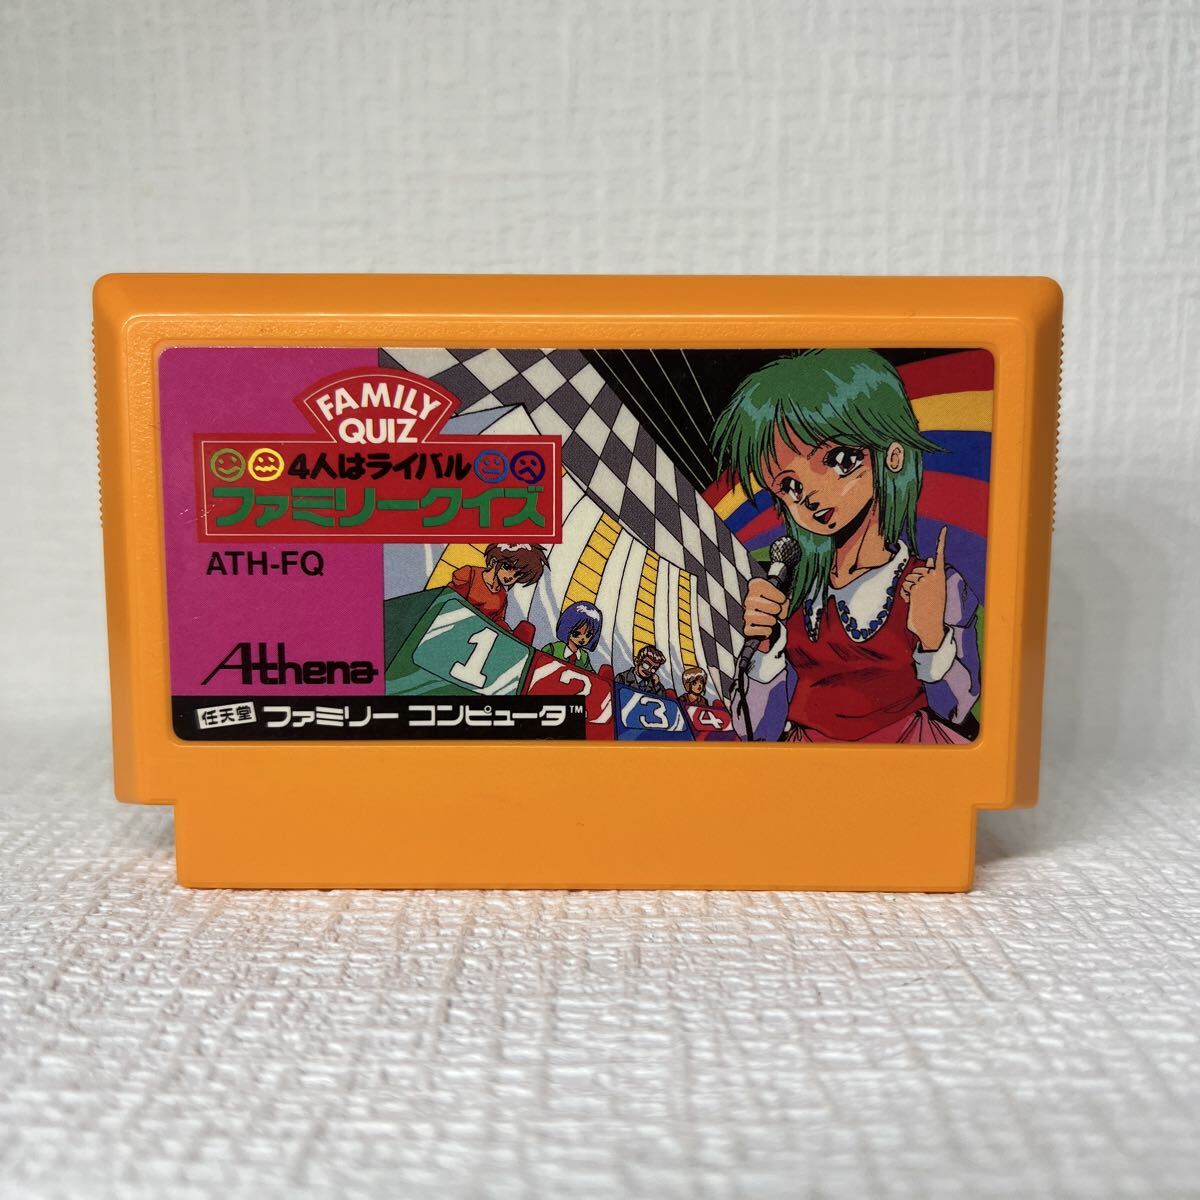 FAMILY
QUIZ
4人はライバル
ファミリークイズ
ATH-FQ
Athena
任天堂 ファミリー コンピュータ™
1
2
3
4